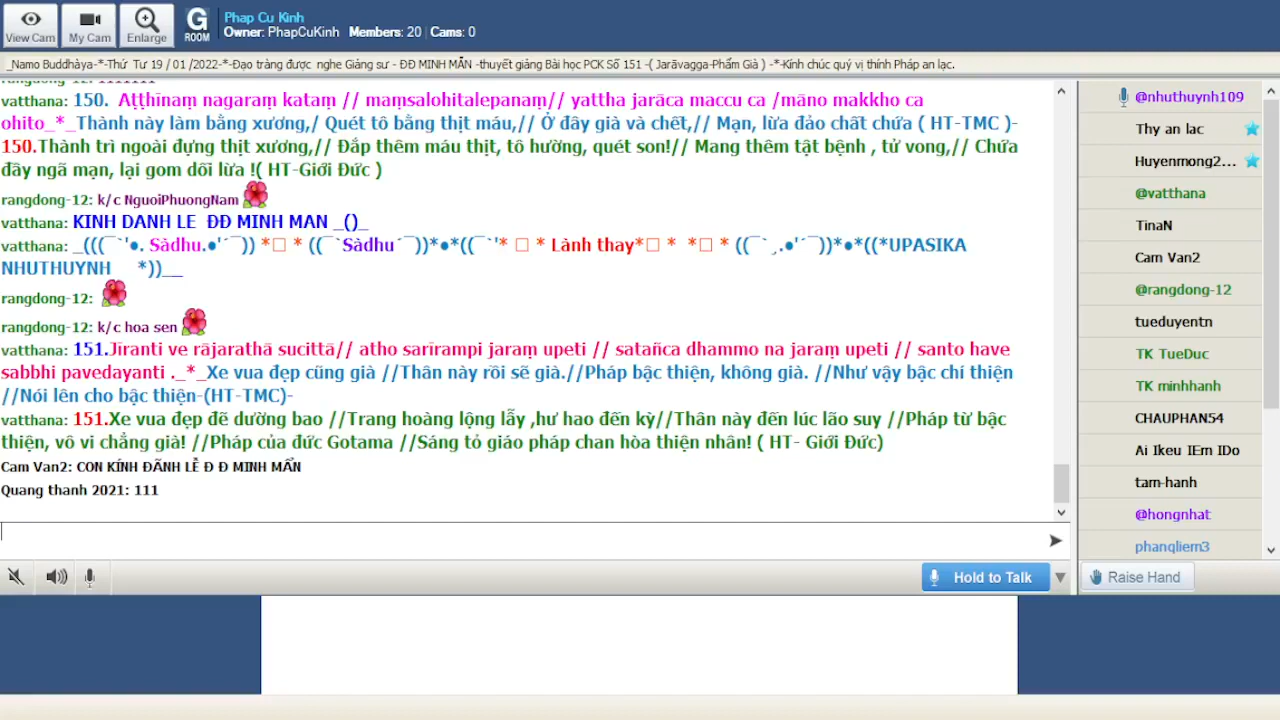 View Cam
My Cam
Enlarge
G
ROOM
Phap Cu Kinh
Owner: PhapCuKinh Members: 20 Cams: 0
_Namo Buddhàya-*-Thứ Tư 19 / 01 /2022-*-Đạo tràng được nghe Giảng sư - ĐĐ MINH MẪN -thuyết giảng Bài học PCK Số 151 -( Jarāvagga-Phẩm Già ) -*-Kính chúc quý vị thính Pháp an lạc.
vatthana: 150. Aṭṭhīnaṃ nagaraṃ kataṃ // maṃsalohitalepanaṃ// yattha jarāca maccu ca /māno makkho ca
ohito_*_Thành này làm bằng xương,/ Quét tô bằng thịt máu,// Ở đây già và chết,// Mạn, lừa đảo chất chứa ( HT-TMC )-
150.Thành trì ngoài đựng thịt xương,// Đắp thêm máu thịt, tô hường, quét son!// Mang thêm tật bệnh , tử vong,// Chứa
đầy ngã mạn, lại gom dối lừa !( HT-Giới Đức )
rangdong-12: k/c NguoiPhuongNam
vatthana: KINH DANH LE ĐĐ MINH MAN _()_
vatthana: _(((¯`'●. Sàdhu.●'´¯)) *□ * ((¯`Sàdhu´¯))*●*((¯`'* □ * Lành thay*□ * *□ * ((¯`¸.●'´¯))*●*((*UPASIKA
NHUTHUYNH *))__
rangdong-12:
rangdong-12: k/c hoa sen
vatthana: 151.Jīranti ve rājarathā sucittā// atho sarīrampi jaraṃ upeti // satañca dhammo na jaraṃ upeti // santo have
sabbhi pavedayanti ._*_Xe vua đẹp cũng già //Thân này rồi sẽ già.//Pháp bậc thiện, không già. //Như vậy bậc chí thiện
//Nói lên cho bậc thiện-(HT-TMC)-
vatthana: 151.Xe vua đẹp đẽ dường bao //Trang hoàng lộng lẫy ,hư hao đến kỳ//Thân này đến lúc lão suy //Pháp từ bậc
thiện, vô vi chẳng già! //Pháp của đức Gotama //Sáng tỏ giáo pháp chan hòa thiện nhân! ( HT- Giới Đức)
Cam Van2: CON KÍNH ĐÃNH LỄ Đ Đ MINH MẨN
Quang thanh 2021: 111
@nhuthuynh109
Thy an lac
Huyenmong2...
@vatthana
TinaN
Cam Van2
@rangdong-12
tueduyentn
TK TueDuc
TK minhhanh
CHAUPHAN54
Ai Ikeu IEm IDo
tam-hanh
@hongnhat
phanqliem3
Hold to Talk
Raise Hand